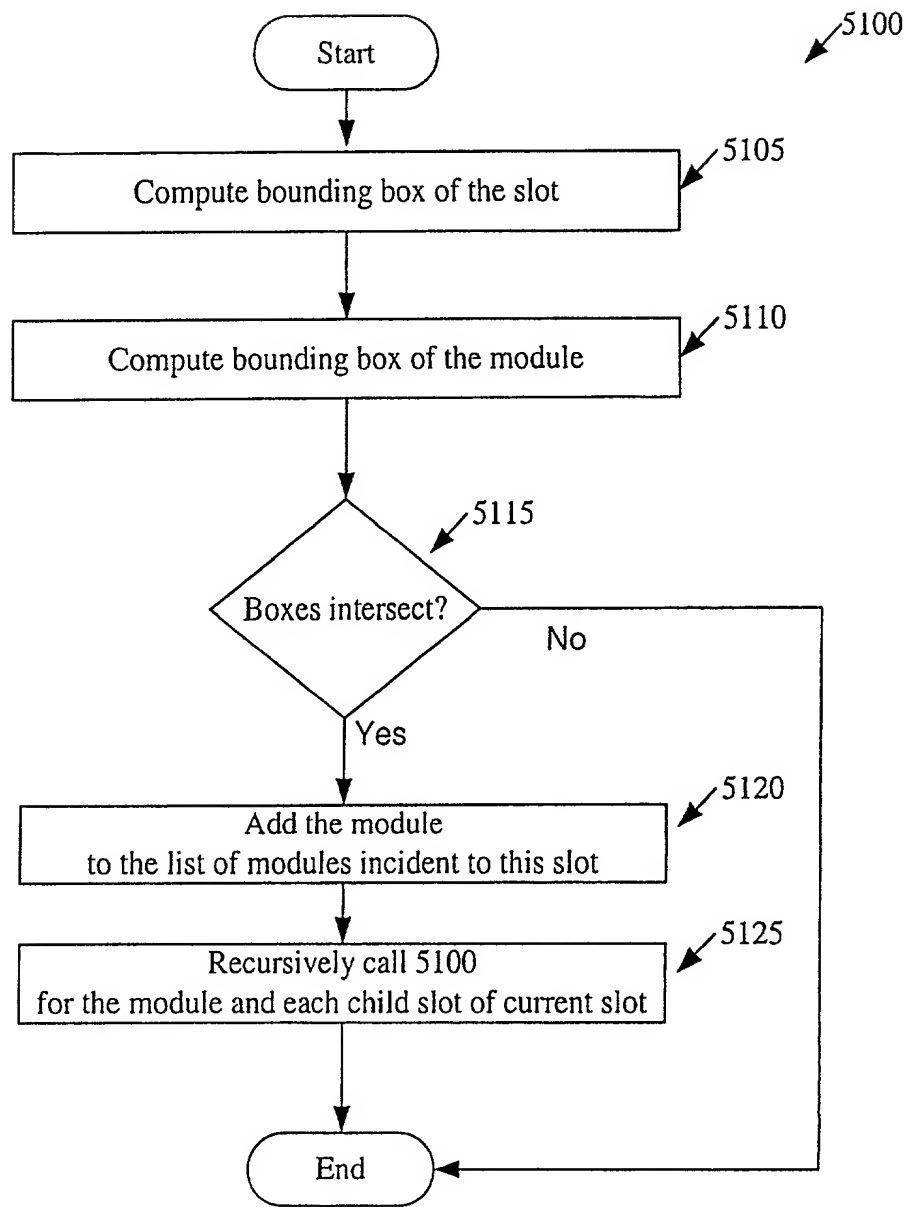 5100
Start
5105
Compute bounding box of the slot
5110
Compute bounding box of the module
5115
Boxes intersect?
No
Yes
5120
Add the module
to the list of modules incident to this slot
5125
Recursively call 5100
for the module and each child slot of current slot
End